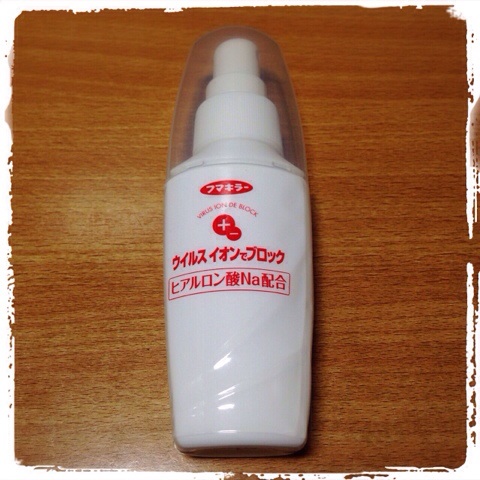 フマキラー
VIRUS ION DE BLOCK
+
-
ウイルス イオンでブロック
ヒアルロン酸Na配合